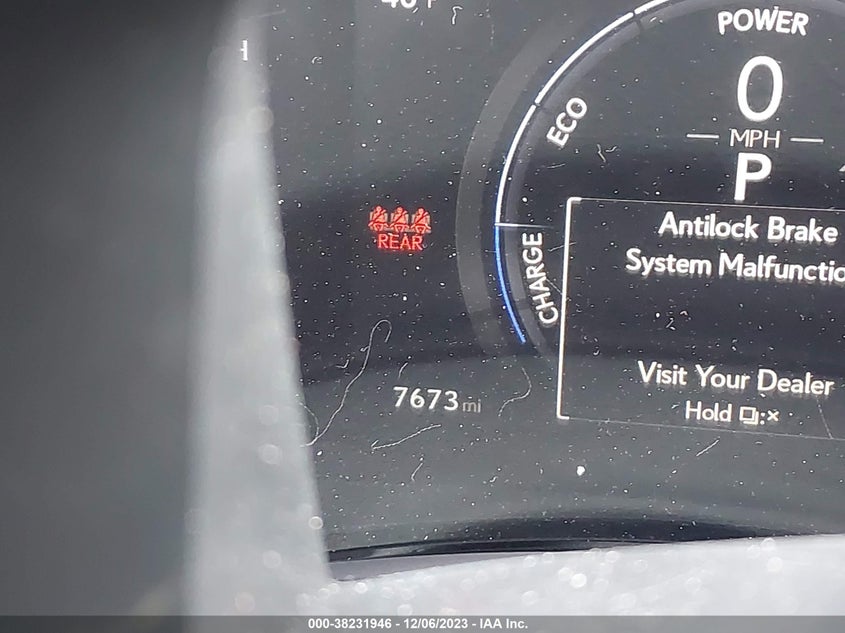 POWER
0
MPH
P
ECO
CHARGE
REAR
Antilock Brake
System Malfunctio
Visit Your Dealer
Hold
7673 mi
000-38231946 - 12/06/2023 - IAA Inc.